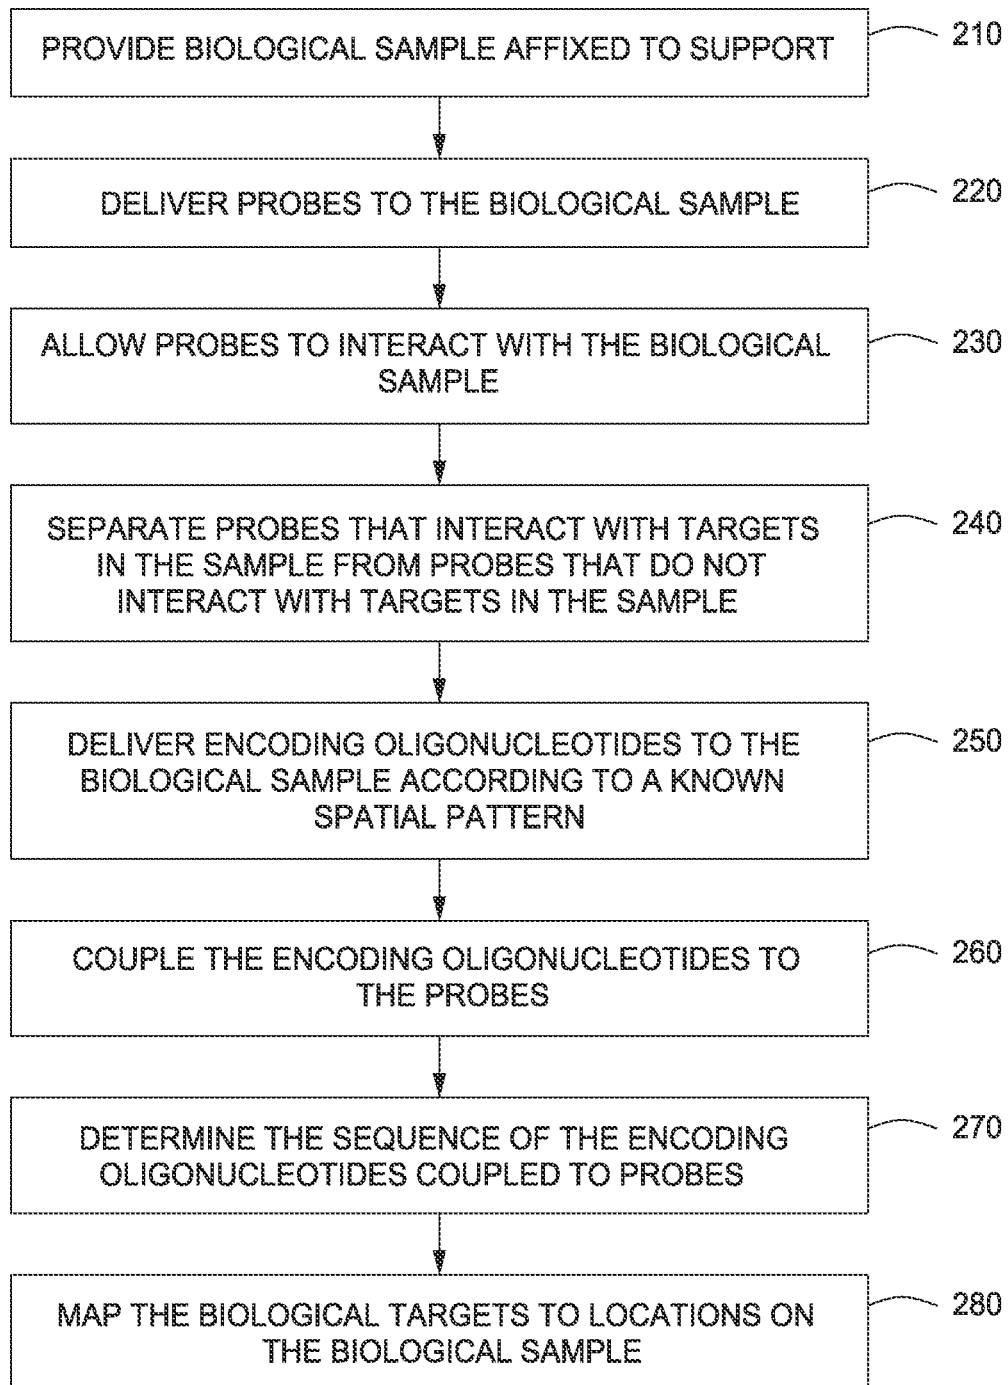 PROVIDE BIOLOGICAL SAMPLE AFFIXED TO SUPPORT
210
DELIVER PROBES TO THE BIOLOGICAL SAMPLE
220
ALLOW PROBES TO INTERACT WITH THE BIOLOGICAL
SAMPLE
230
SEPARATE PROBES THAT INTERACT WITH TARGETS
IN THE SAMPLE FROM PROBES THAT DO NOT
INTERACT WITH TARGETS IN THE SAMPLE
240
DELIVER ENCODING OLIGONUCLEOTIDES TO THE
BIOLOGICAL SAMPLE ACCORDING TO A KNOWN
SPATIAL PATTERN
250
COUPLE THE ENCODING OLIGONUCLEOTIDES TO
THE PROBES
260
DETERMINE THE SEQUENCE OF THE ENCODING
OLIGONUCLEOTIDES COUPLED TO PROBES
270
MAP THE BIOLOGICAL TARGETS TO LOCATIONS ON
THE BIOLOGICAL SAMPLE
280